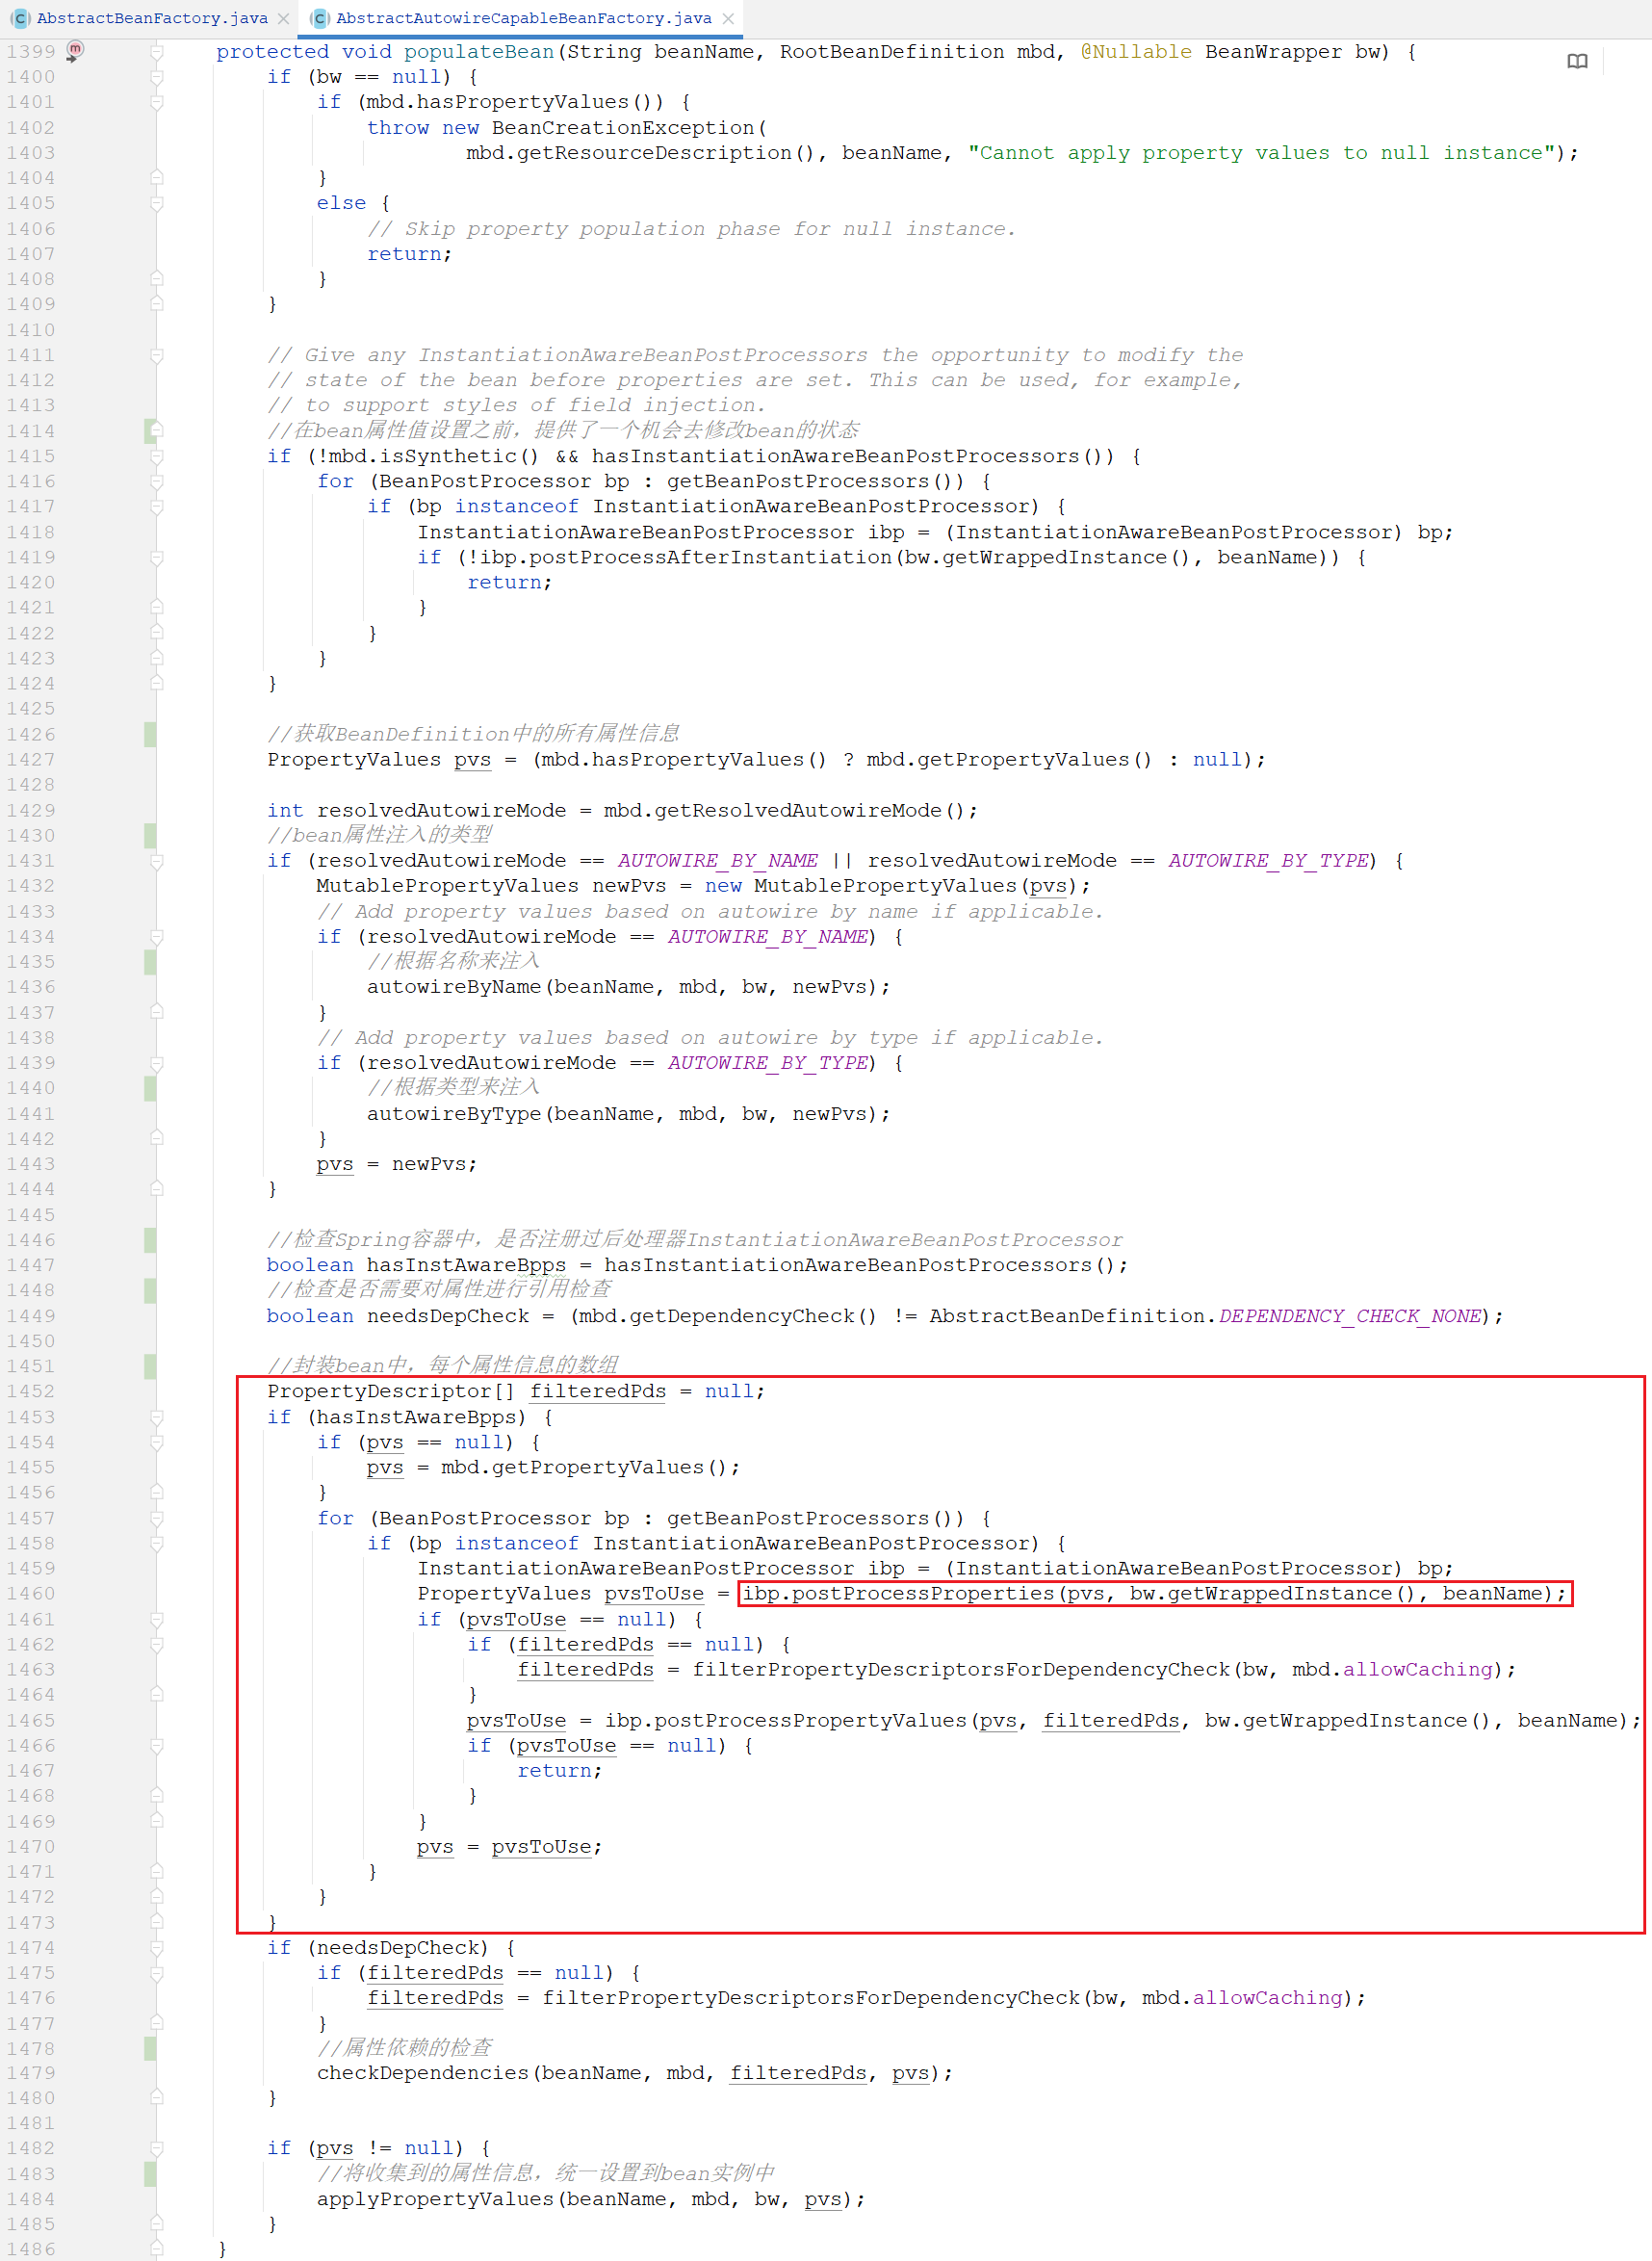 AbstractBeanFactory.java AbstractAutowireCapableBeanFactory.java
1399 protected void populateBean(String beanName, RootBeanDefinition mbd, @Nullable BeanWrapper bw) {
1400 if (bw == null) {
1401 if (mbd.hasPropertyValues()) {
1402 throw new BeanCreationException(
1403 mbd.getResourceDescription(), beanName, "Cannot apply property values to null instance");
1404 }
1405 else {
1406 // Skip property population phase for null instance.
1407 return;
1408 }
1409 }
1410
1411 // Give any InstantiationAwareBeanPostProcessors the opportunity to modify the
1412 // state of the bean before properties are set. This can be used, for example,
1413 // to support styles of field injection.
1414 //在bean属性值设置之前，提供了一个机会去修改bean的状态
1415 if (!mbd.isSynthetic() && hasInstantiationAwareBeanPostProcessors()) {
1416 for (BeanPostProcessor bp : getBeanPostProcessors()) {
1417 if (bp instanceof InstantiationAwareBeanPostProcessor) {
1418 InstantiationAwareBeanPostProcessor ibp = (InstantiationAwareBeanPostProcessor) bp;
1419 if (!ibp.postProcessAfterInstantiation(bw.getWrappedInstance(), beanName)) {
1420 return;
1421 }
1422 }
1423 }
1424 }
1425
1426 //获取BeanDefinition中的所有属性信息
1427 PropertyValues pvs = (mbd.hasPropertyValues() ? mbd.getPropertyValues() : null);
1428
1429 int resolvedAutowireMode = mbd.getResolvedAutowireMode();
1430 //bean属性注入的类型
1431 if (resolvedAutowireMode == AUTOWIRE_BY_NAME || resolvedAutowireMode == AUTOWIRE_BY_TYPE) {
1432 MutablePropertyValues newPvs = new MutablePropertyValues(pvs);
1433 // Add property values based on autowire by name if applicable.
1434 if (resolvedAutowireMode == AUTOWIRE_BY_NAME) {
1435 //根据名称来注入
1436 autowireByName(beanName, mbd, bw, newPvs);
1437 }
1438 // Add property values based on autowire by type if applicable.
1439 if (resolvedAutowireMode == AUTOWIRE_BY_TYPE) {
1440 //根据类型来注入
1441 autowireByType(beanName, mbd, bw, newPvs);
1442 }
1443 pvs = newPvs;
1444 }
1445
1446 //检查Spring容器中，是否注册过后处理器InstantiationAwareBeanPostProcessor
1447 boolean hasInstAwareBpps = hasInstantiationAwareBeanPostProcessors();
1448 //检查是否需要对属性进行引用检查
1449 boolean needsDepCheck = (mbd.getDependencyCheck() != AbstractBeanDefinition.DEPENDENCY_CHECK_NONE);
1450
1451 //封装bean中，每个属性信息的数组
1452 PropertyDescriptor[] filteredPds = null;
1453 if (hasInstAwareBpps) {
1454 if (pvs == null) {
1455 pvs = mbd.getPropertyValues();
1456 }
1457 for (BeanPostProcessor bp : getBeanPostProcessors()) {
1458 if (bp instanceof InstantiationAwareBeanPostProcessor) {
1459 InstantiationAwareBeanPostProcessor ibp = (InstantiationAwareBeanPostProcessor) bp;
1460 PropertyValues pvsToUse = ibp.postProcessProperties(pvs, bw.getWrappedInstance(), beanName);
1461 if (pvsToUse == null) {
1462 if (filteredPds == null) {
1463 filteredPds = filterPropertyDescriptorsForDependencyCheck(bw, mbd.allowCaching);
1464 }
1465 pvsToUse = ibp.postProcessPropertyValues(pvs, filteredPds, bw.getWrappedInstance(), beanName);
1466 if (pvsToUse == null) {
1467 return;
1468 }
1469 }
1470 pvs = pvsToUse;
1471 }
1472 }
1473 }
1474 if (needsDepCheck) {
1475 if (filteredPds == null) {
1476 filteredPds = filterPropertyDescriptorsForDependencyCheck(bw, mbd.allowCaching);
1477 }
1478 //属性依赖的检查
1479 checkDependencies(beanName, mbd, filteredPds, pvs);
1480 }
1481
1482 if (pvs != null) {
1483 //将收集到的属性信息，统一设置到bean实例中
1484 applyPropertyValues(beanName, mbd, bw, pvs);
1485 }
1486 }